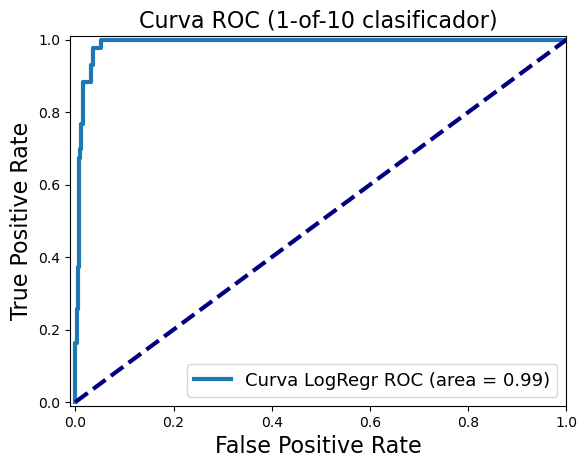 Curva ROC (1-of-10 clasificador)
True Positive Rate
1.0
0.8
0.6
0.4
0.2
0.0
Curva LogRegr ROC (area = 0.99)
0.0 0.2 0.4 0.6 0.8 1.0
False Positive Rate